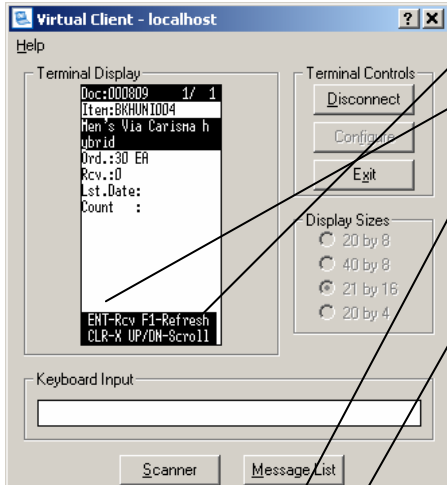 Virtual Client - localhost
Help
Terminal Display
Doc:000809 1/ 1
Item:BKHUNI004
Men's Via Carisma h
ybrid
Ord.:30 EA
Rcv.:0
Lst.Date:
Count :
ENT-Rcv F1-Refresh
CLR-X UP/DN-Scroll
Terminal Controls
Disconnect
Configure
Exit
Display Sizes
20 by 8
40 by 8
21 by 16
20 by 4
Keyboard Input
Scanner
Message List